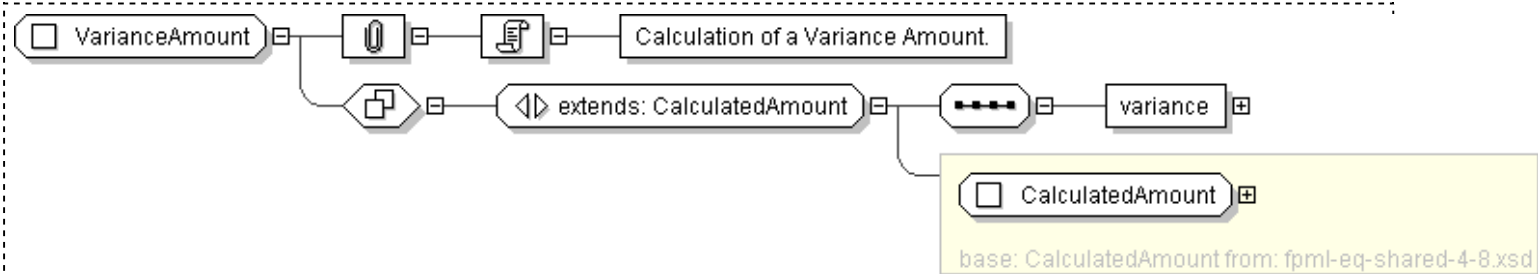 VarianceAmount
Calculation of a Variance Amount.
extends: CalculatedAmount
variance
CalculatedAmount
base: CalculatedAmount from: fpml-eq-shared-4-8.xsd